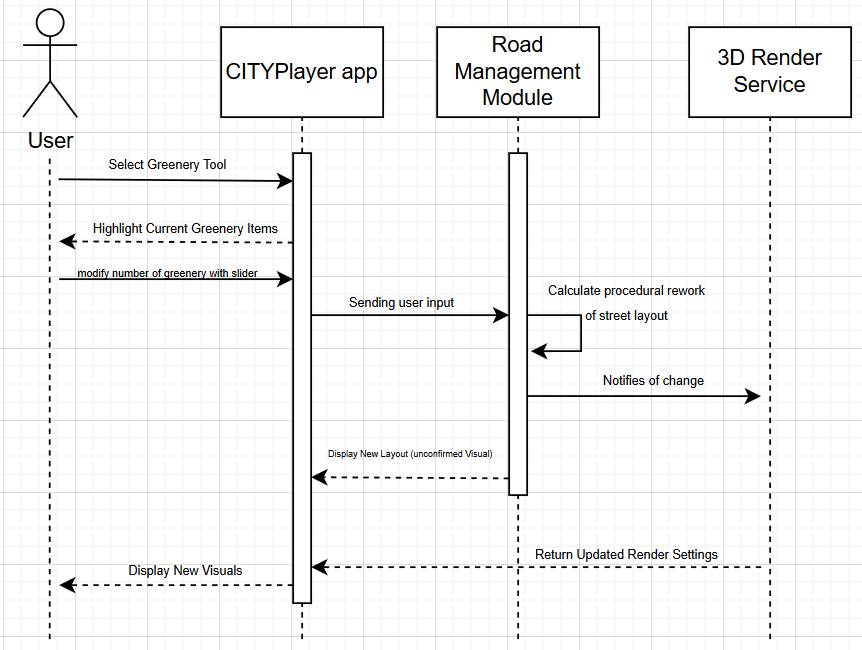 User
CITYPlayer app
Road
Management
Module
3D Render
Service
Select Greenery Tool
Highlight Current Greenery Items
modify number of greenery with slider
Sending user input
Calculate procedural rework
of street layout
Notifies of change
Display New Layout (unconfirmed Visual)
Return Updated Render Settings
Display New Visuals